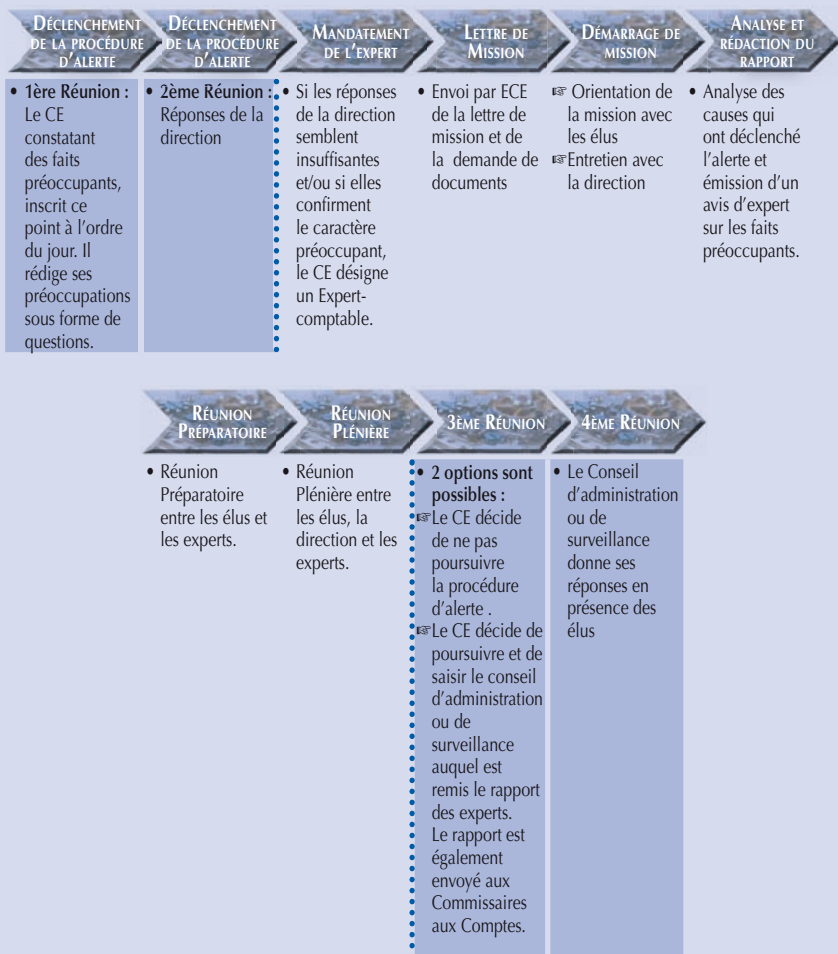 DÉCLENCHEMENT
DE LA PROCÉDURE
D'ALERTE
• 1ère Réunion :
Le CE
constatant
des faits
préoccupants,
inscrit ce
point à l'ordre
du jour. Il
rédige ses
préoccupations
sous forme de
questions.
DÉCLENCHEMENT
DE LA PROCÉDURE
D'ALERTE
• 2ème Réunion :
Réponses de la
direction
MANDATEMENT
DE L'EXPERT
• Si les réponses
de la direction
semblent
insuffisantes
et/ou si elles
confirment
le caractère
préoccupant,
le CE désigne
un Expert-
comptable.
LETTRE DE
MISSION
• Envoi par ECE
de la lettre de
mission et de
la demande de
documents
DÉMARRAGE DE
MISSION
☞ Orientation de
la mission avec
les élus
☞Entretien avec
la direction
ANALYSE ET
RÉDACTION DU
RAPPORT
• Analyse des
causes qui
ont déclenché
l'alerte et
émission d'un
avis d'expert
sur les faits
préoccupants.
RÉUNION
PRÉPARATOIRE
• Réunion
Préparatoire
entre les élus et
les experts.
RÉUNION
PLÉNIÈRE
• Réunion
Plénière entre
les élus, la
direction et les
experts.
3ÈME RÉUNION
• 2 options sont
possibles :
☞Le CE décide
de ne pas
poursuivre
la procédure
d'alerte .
☞Le CE décide de
poursuivre et de
saisir le conseil
d'administration
ou de
surveillance
auquel est
remis le rapport
des experts.
Le rapport est
également
envoyé aux
Commissaires
aux Comptes.
4ÈME RÉUNION
• Le Conseil
d'administration
ou de
surveillance
donne ses
réponses en
présence des
élus